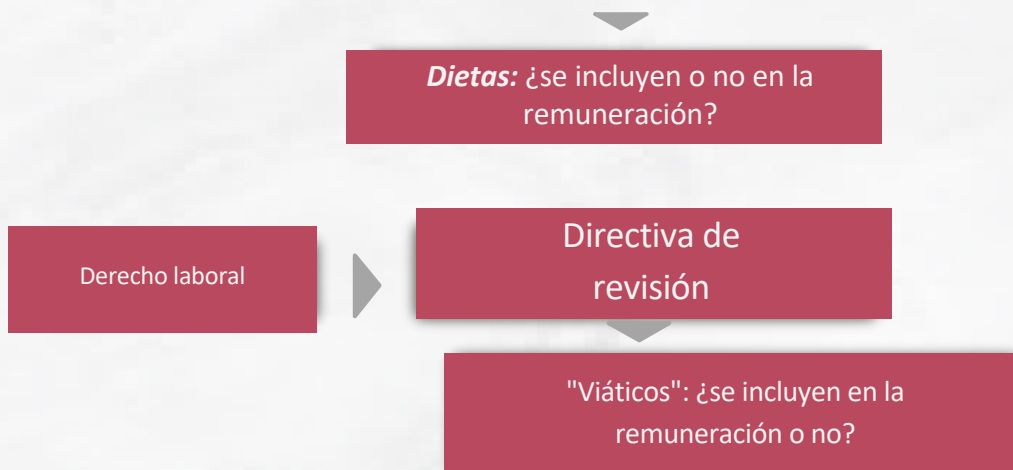 Dietas: ¿se incluyen o no en la
remuneración?
Directiva de
revisión
Derecho laboral
"Viáticos": ¿se incluyen en la
remuneración o no?